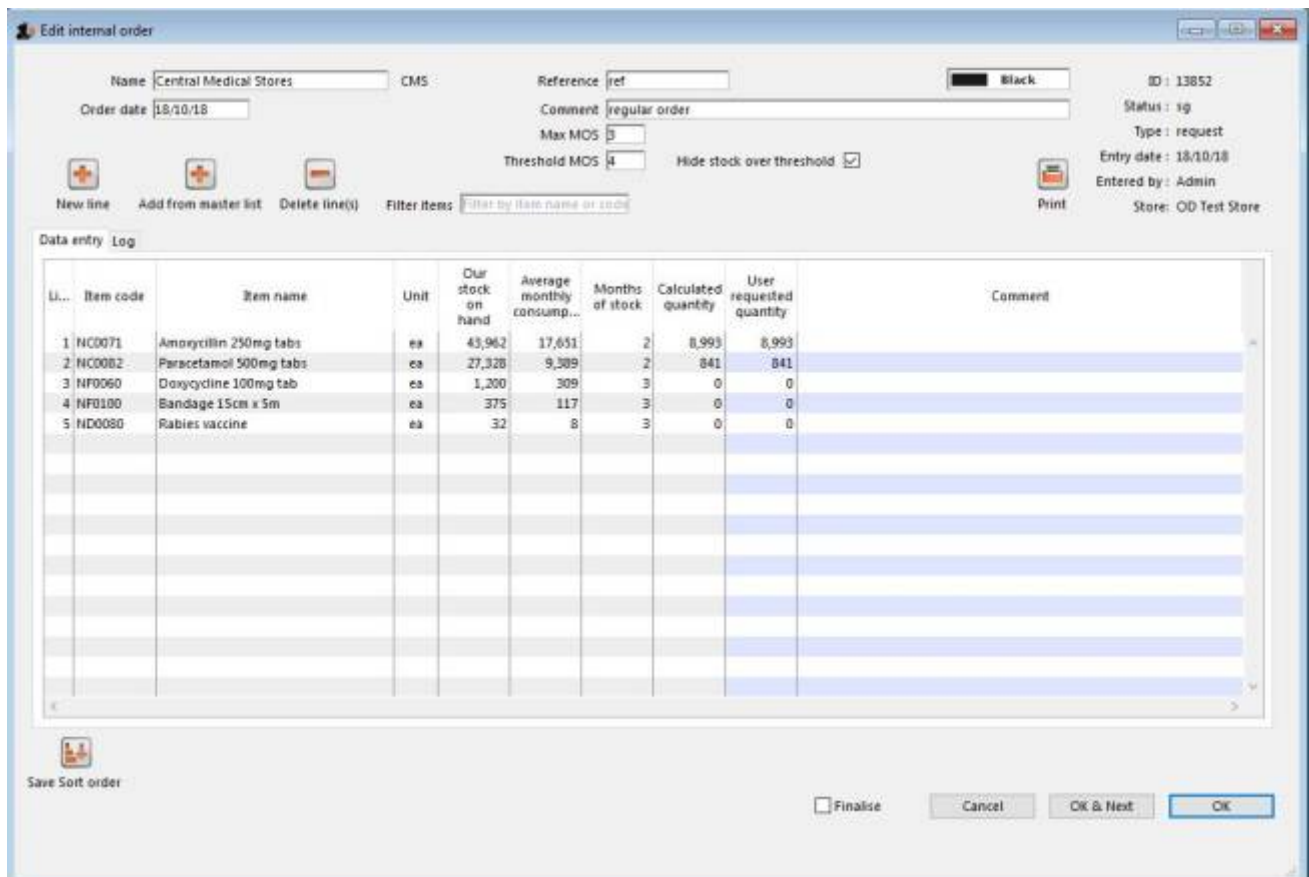 Edit internal order
Name Central Medical Stores CMS Reference ref Black ID : 13852
Order date 18/10/18 Comment regular order Status : sg
Max MOS 3 Type : request
Threshold MOS 4 Hide stock over threshold Entry date : 18/10/18
Entered by : Admin
New line Add from master list Delete line(s) Filter items Filter by item name or code Print Store: OD Test Store
Data entry Log
Li... Item code Item name Unit Our stock on hand Average monthly consump... Months of stock Calculated quantity User requested quantity Comment
1 NC0071 Amoxycillin 250mg tabs ea 43,962 17,651 2 8,993 8,993
2 NC0082 Paracetamol 500mg tabs ea 27,328 9,389 2 841 841
3 NF0060 Doxycycline 100mg tab ea 1,200 309 3 0 0
4 NF0100 Bandage 15cm x 5m ea 375 117 3 0 0
5 ND0080 Rabies vaccine ea 32 8 3 0 0
Save Sort order
Finalise Cancel OK & Next OK